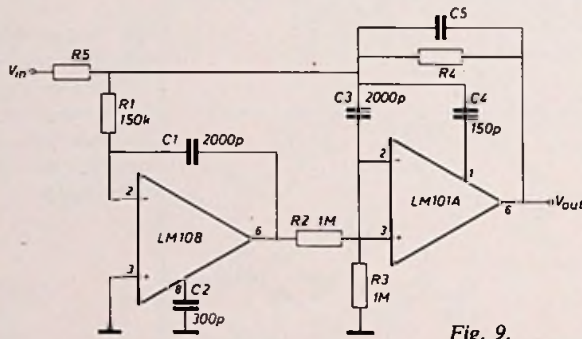 C5
R5
Vin
R4
R1
150k
C3
2000p
C4
150p
C1
2000p
2
1
2
LM101A
6
Vout
LM108
6
R2 1M
3
3
8
C2
300p
R3
1M
Fig. 9.